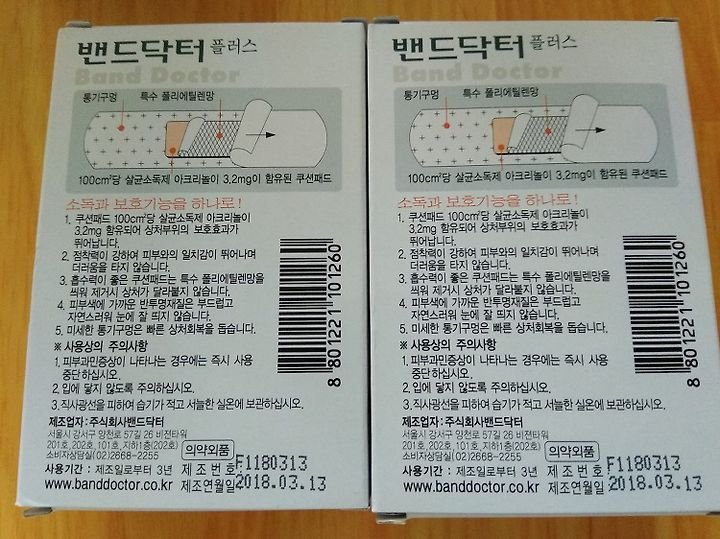 밴드닥터 플러스
Band Doctor
통기구멍 특수 폴리에틸렌망
100cm²당 살균소독제 아크리놀이 3,2mg이 함유된 쿠션패드
소독과 보호기능을 하나로!
1. 쿠션패드 100cm²당 살균소독제 아크리놀이
3.2mg 함유되어 상처부위의 보호효과가
뛰어납니다.
2. 점착력이 강하여 피부와의 일치감이 뛰어나며
더러움을 타지 않습니다.
3. 흡수력이 좋은 쿠션패드는 특수 폴리에틸렌망을
씌워 제거시 상처가 달라붙지 않습니다.
4. 피부색에 가까운 반투명재질은 부드럽고
자연스러워 눈에 잘 띄지 않습니다.
5. 미세한 통기구멍은 빠른 상처회복을 돕습니다.
※ 사용상의 주의사항
1. 피부과민증상이 나타나는 경우에는 즉시 사용
중단하십시오.
2. 입에 닿지 않도록 주의하십시오.
3. 직사광선을 피하여 습기가 적고 서늘한 실온에 보관하십시오.
제조업자: 주식회사밴드닥터
서울시 강서구 양천로 57길 26 비젼타워
201호, 202호, 101호, 지하1층(202호)
소비자상담실(02)2668-2255
의약외품
사용기간 : 제조일로부터 3년 제조번호 F1180313
www.banddoctor.co.kr 제조연월일 2018.03.13
8 801221 101260
밴드닥터 플러스
Band Doctor
통기구멍 특수 폴리에틸렌망
100cm²당 살균소독제 아크리놀이 3,2mg이 함유된 쿠션패드
소독과 보호기능을 하나로!
1. 쿠션패드 100cm²당 살균소독제 아크리놀이
3.2mg 함유되어 상처부위의 보호효과가
뛰어납니다.
2. 점착력이 강하여 피부와의 일치감이 뛰어나며
더러움을 타지 않습니다.
3. 흡수력이 좋은 쿠션패드는 특수 폴리에틸렌망을
씌워 제거시 상처가 달라붙지 않습니다.
4. 피부색에 가까운 반투명재질은 부드럽고
자연스러워 눈에 잘 띄지 않습니다.
5. 미세한 통기구멍은 빠른 상처회복을 돕습니다.
※ 사용상의 주의사항
1. 피부과민증상이 나타나는 경우에는 즉시 사용
중단하십시오.
2. 입에 닿지 않도록 주의하십시오.
3. 직사광선을 피하여 습기가 적고 서늘한 실온에 보관하십시오.
제조업자: 주식회사밴드닥터
서울시 강서구 양천로 57길 26 비젼타워
201호, 202호, 101호, 지하1층(202호)
소비자상담실(02)2668-2255
의약외품
사용기간 : 제조일로부터 3년 제조번호 F1180313
www.banddoctor.co.kr 제조연월일 2018.03.13
8 801221 101260